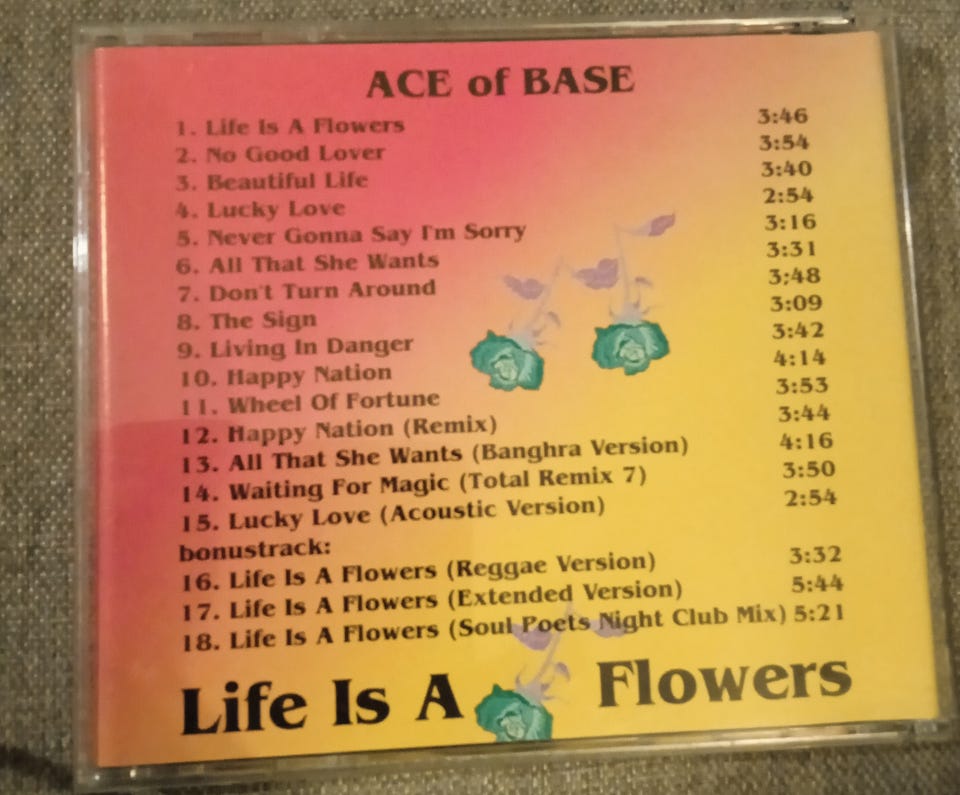 ACE of BASE
1. Life Is A Flowers 3:46
2. No Good Lover 3:54
3. Beautiful Life 3:40
4. Lucky Love 2:54
5. Never Gonna Say I'm Sorry 3:16
6. All That She Wants 3:31
7. Don't Turn Around 3;48
8. The Sign 3:09
9. Living In Danger 3:42
10. Happy Nation 4:14
11. Wheel Of Fortune 3:53
12. Happy Nation (Remix) 3:44
13. All That She Wants (Banghra Version) 4:16
14. Waiting For Magic (Total Remix 7) 3:50
15. Lucky Love (Acoustic Version) 2:54
bonustrack:
16. Life Is A Flowers (Reggae Version) 3:32
17. Life Is A Flowers (Extended Version) 5:44
18. Life Is A Flowers (Soul Poets Night Club Mix) 5:21
Life Is A Flowers